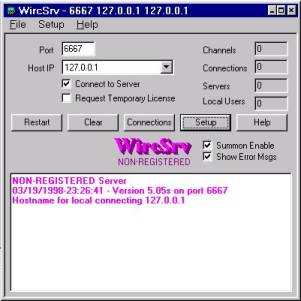 WircSrv - 6667 127.0.0.1 127.0.0.1
File Setup Help
Port 6667 Channels 0
Host IP 127.0.0.1 Connections 0
Connect to Server Servers 0
Request Temporary License Local Users 0
Restart Clear Connections Setup Help
WircSrv Summon Enable
NON-REGISTERED Show Error Msgs
NON-REGISTERED Server
03/19/1998-23:26:41 - Version 5.05s on port 6667
Hostname for local connecting 127.0.0.1